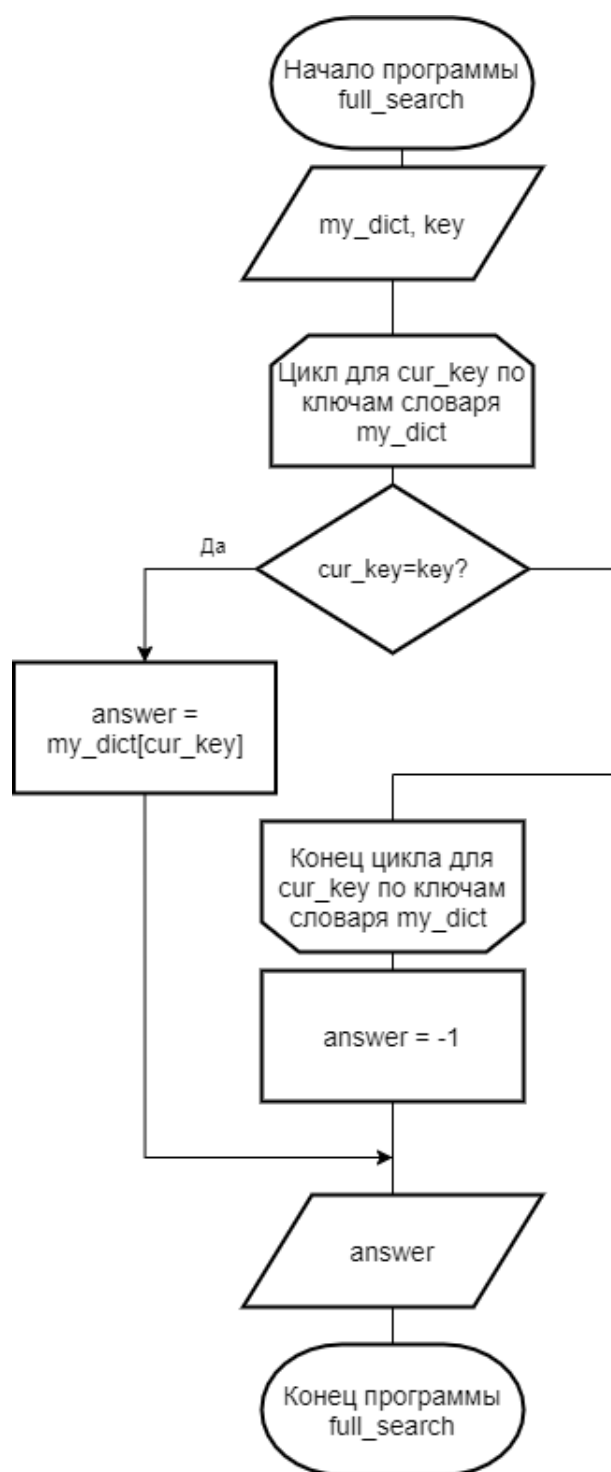 Начало программы
full_search
my_dict, key
Цикл для cur_key по
ключам словаря
my_dict
cur_key=key?
Да
answer =
my_dict[cur_key]
Конец цикла для
cur_key по ключам
словаря my_dict
answer = -1
answer
Конец программы
full_search